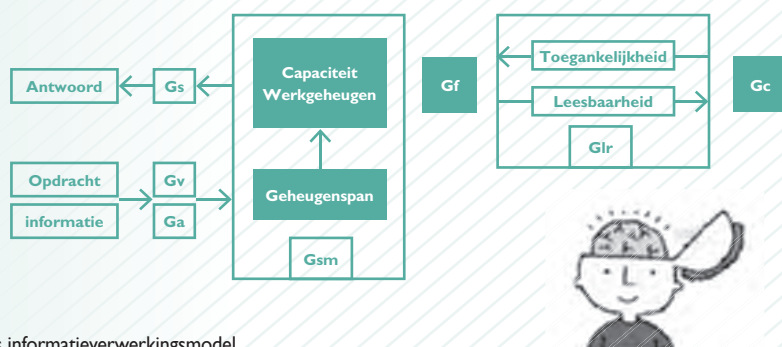 Antwoord
Gs
Capaciteit
Werkgeheugen
Gf
Toegankelijkheid
Leesbaarheid
Glr
Gc
Opdracht
informatie
Gv
Ga
Geheugenspan
Gsm
informatieverwerkingsmodel